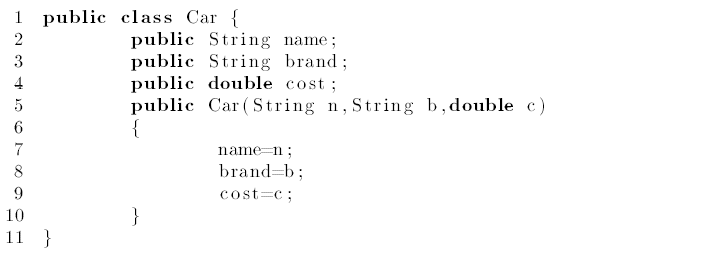 1 public class Car {
2 public String name;
3 public String brand;
4 public double cost;
5 public Car(String n,String b,double c)
6 {
7 name=n;
8 brand=b;
9 cost=c;
10 }
11 }